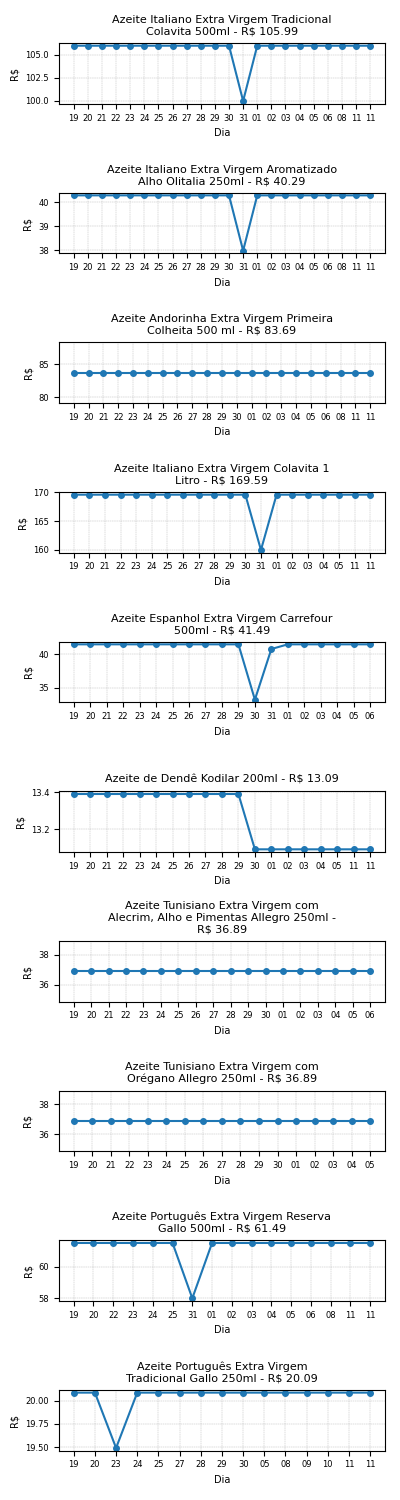 Azeite Italiano Extra Virgem Tradicional
Colavita 500ml - R$ 105.99
R$
105.0
102.5
100.0
19 20 21 22 23 24 25 26 27 28 29 30 31 01 02 03 04 05 06 08 11 11
Dia
Azeite Italiano Extra Virgem Aromatizado
Alho Olitalia 250ml - R$ 40.29
R$
40
39
38
19 20 21 22 23 24 25 26 27 28 29 30 31 01 02 03 04 05 06 08 11 11
Dia
Azeite Andorinha Extra Virgem Primeira
Colheita 500 ml - R$ 83.69
R$
85
80
19 20 21 22 23 24 25 26 27 28 29 30 01 02 03 04 05 06 08 11 11
Dia
Azeite Italiano Extra Virgem Colavita 1
Litro - R$ 169.59
R$
170
165
160
19 20 21 22 23 24 25 26 27 28 29 30 31 01 02 03 04 05 11 11
Dia
Azeite Espanhol Extra Virgem Carrefour
500ml - R$ 41.49
R$
40
35
19 20 21 22 23 24 25 26 27 28 29 30 31 01 02 03 04 05 06
Dia
Azeite de Dendê Kodilar 200ml - R$ 13.09
R$
13.4
13.2
19 20 21 22 23 24 25 26 27 28 29 30 01 02 03 04 05 11 11
Dia
Azeite Tunisiano Extra Virgem com
Alecrim, Alho e Pimentas Allegro 250ml -
R$ 36.89
R$
38
36
19 20 21 22 23 24 25 26 27 28 29 30 01 02 03 04 05 06
Dia
Azeite Tunisiano Extra Virgem com
Orégano Allegro 250ml - R$ 36.89
R$
38
36
19 20 21 22 23 24 25 26 27 28 29 30 01 02 03 04 05
Dia
Azeite Português Extra Virgem Reserva
Gallo 500ml - R$ 61.49
R$
60
58
19 20 22 23 24 25 31 01 02 03 04 05 06 08 11 11
Dia
Azeite Português Extra Virgem
Tradicional Gallo 250ml - R$ 20.09
R$
20.00
19.75
19.50
19 20 23 24 25 27 28 29 30 05 08 09 10 11 11
Dia